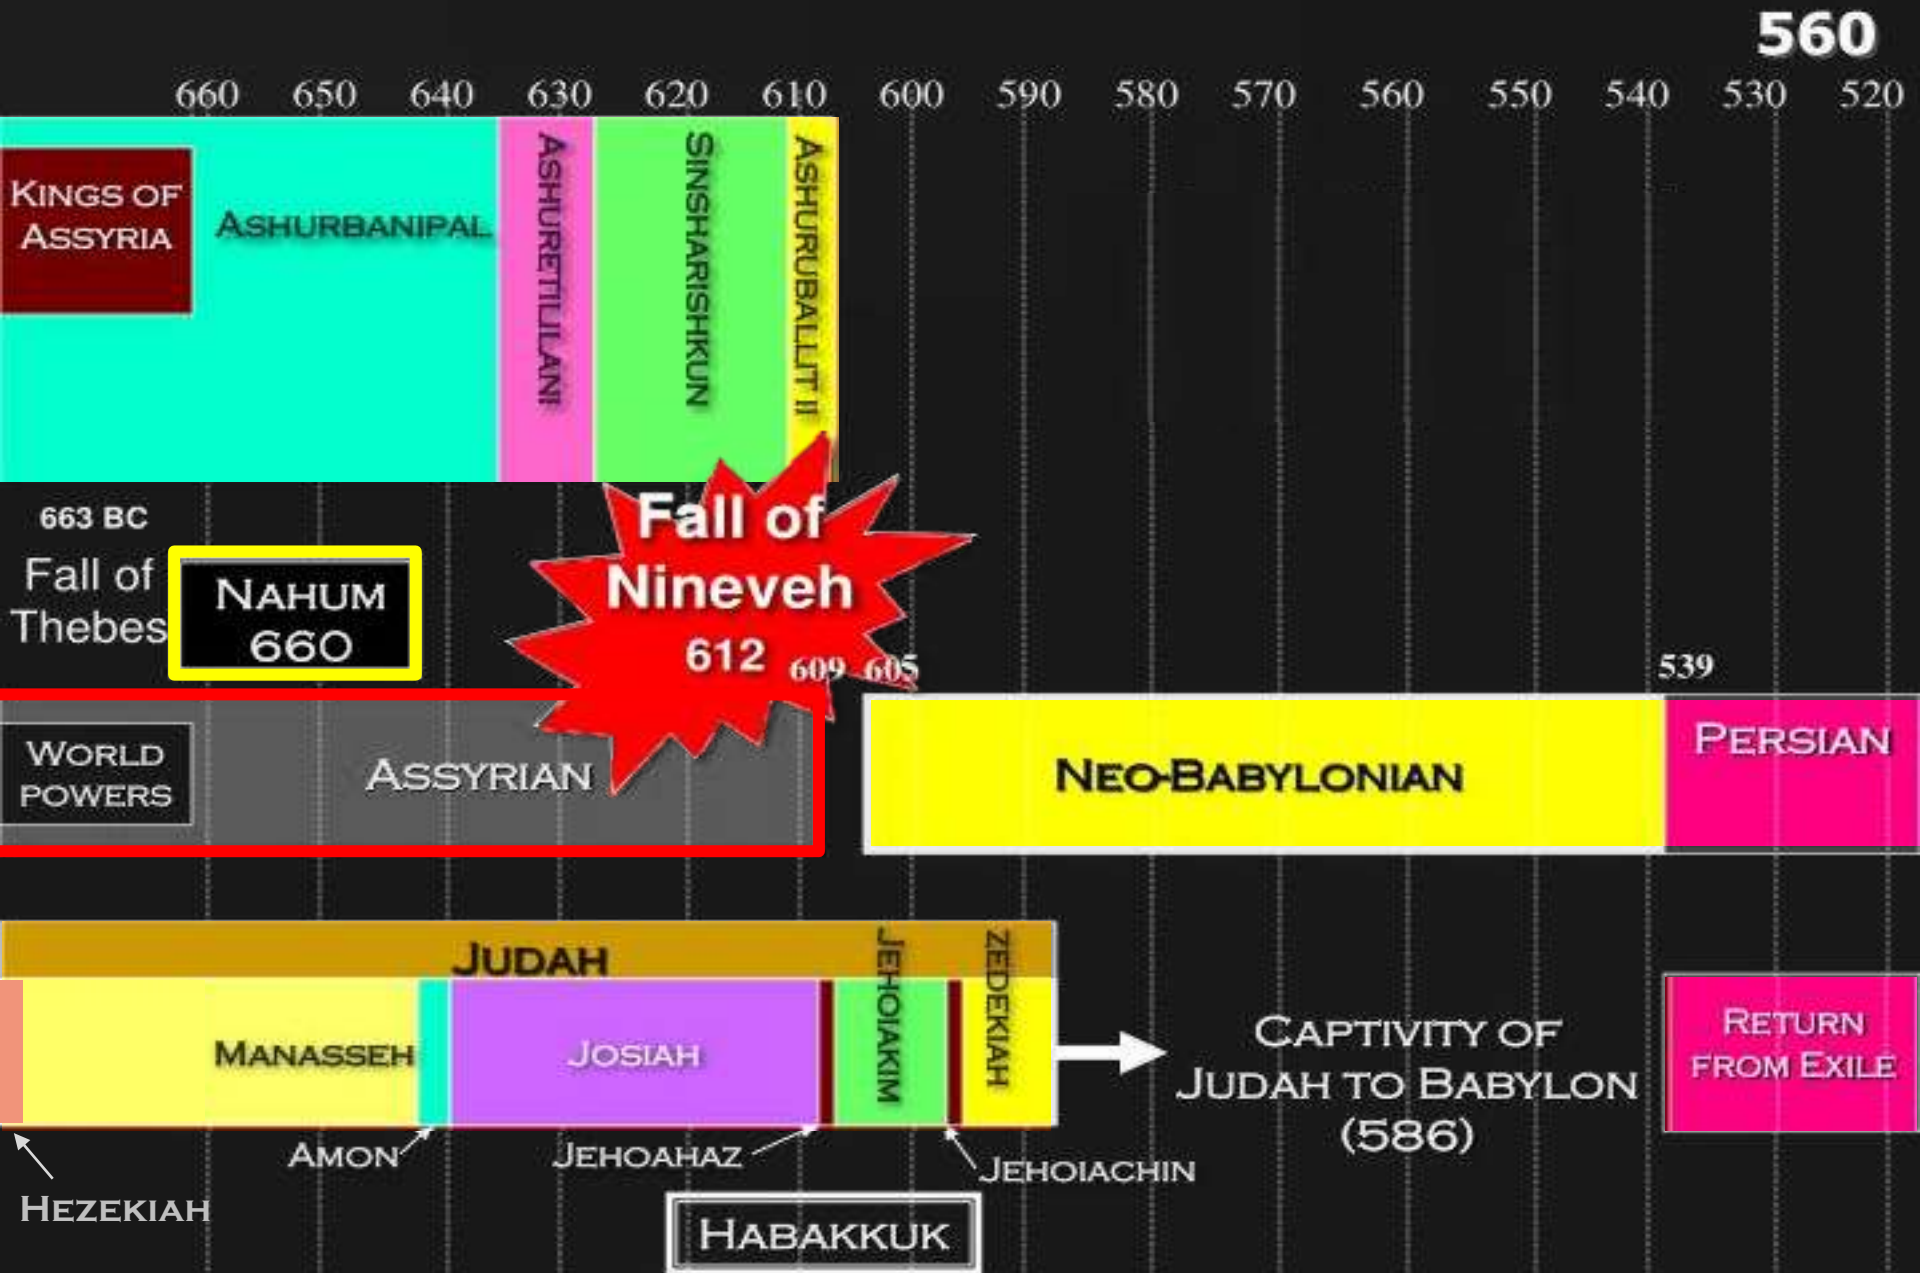 560
660 650 640 630 620 610 600 590 580 570 560 550 540 530 520
KINGS OF
ASSYRIA
ASHURBANIPAL
ASHURETILILANI
SINSHARISHKUN
ASHURUBALLIT II
663 BC
Fall of
Thebes
NAHUM
660
Fall of
Nineveh
612
609 605
539
WORLD
POWERS
ASSYRIAN
NEO-BABYLONIAN
PERSIAN
JUDAH
MANASSEH
JOSIAH
JEHOIAKIM
ZEDEKIAH
CAPTIVITY OF
JUDAH TO BABYLON
(586)
RETURN
FROM EXILE
AMON
JEHOAHAZ
JEHOIACHIN
HEZEKIAH
HABAKKUK